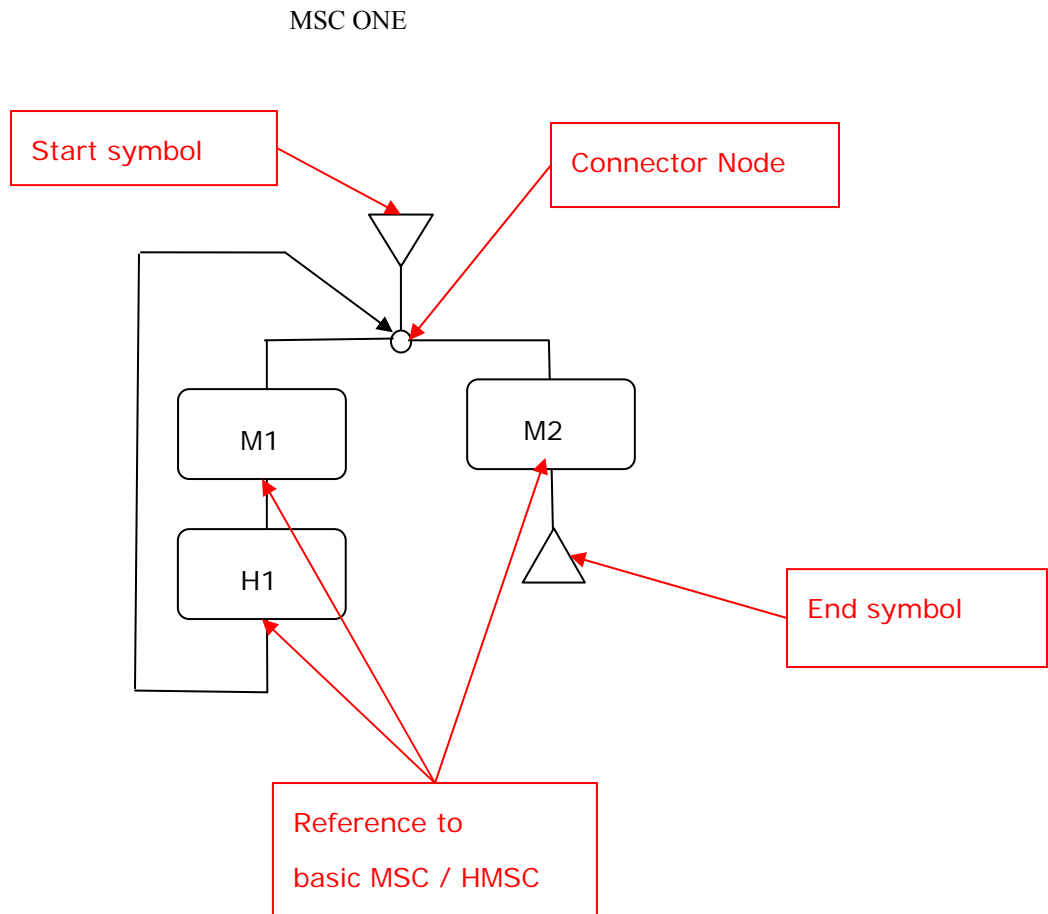 MSC ONE
Start symbol
Connector Node
M1
M2
H1
End symbol
Reference to
basic MSC / HMSC